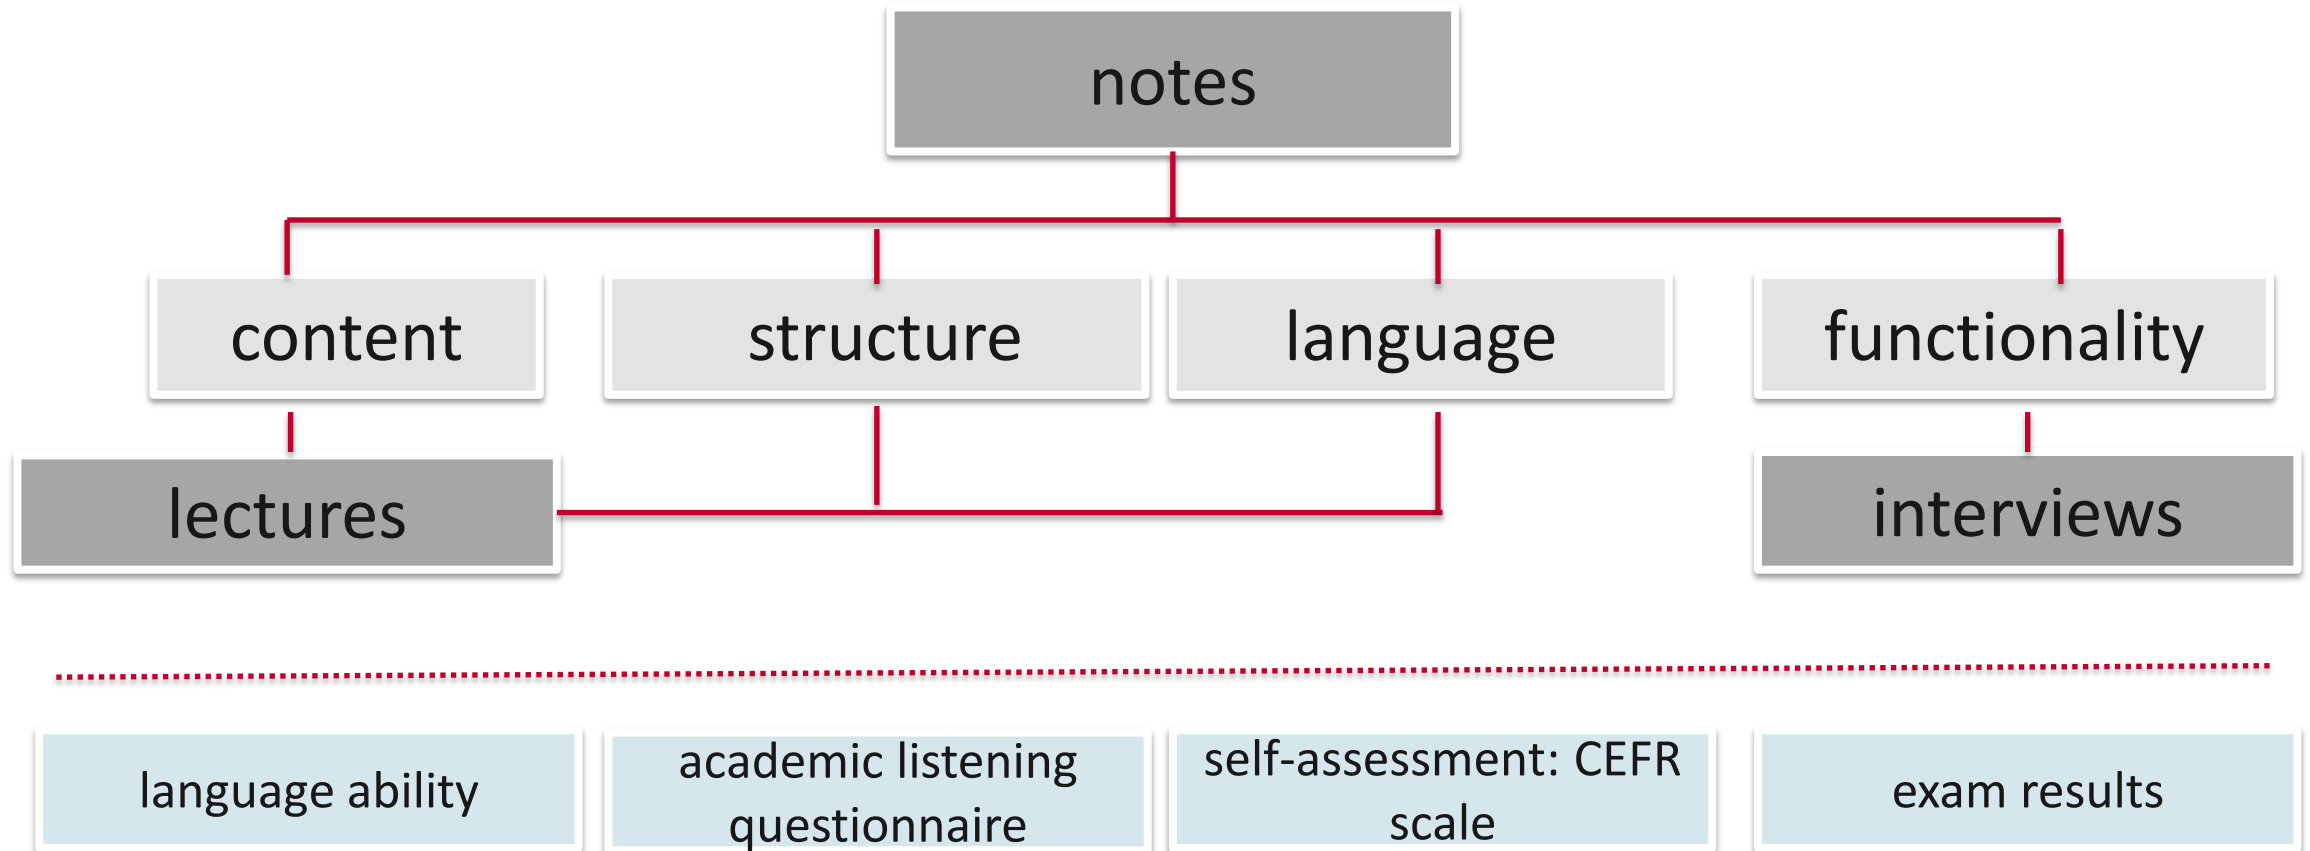 notes
content
structure
language
functionality
lectures
interviews
language ability
academic listening
questionnaire
self-assessment: CEFR
scale
exam results